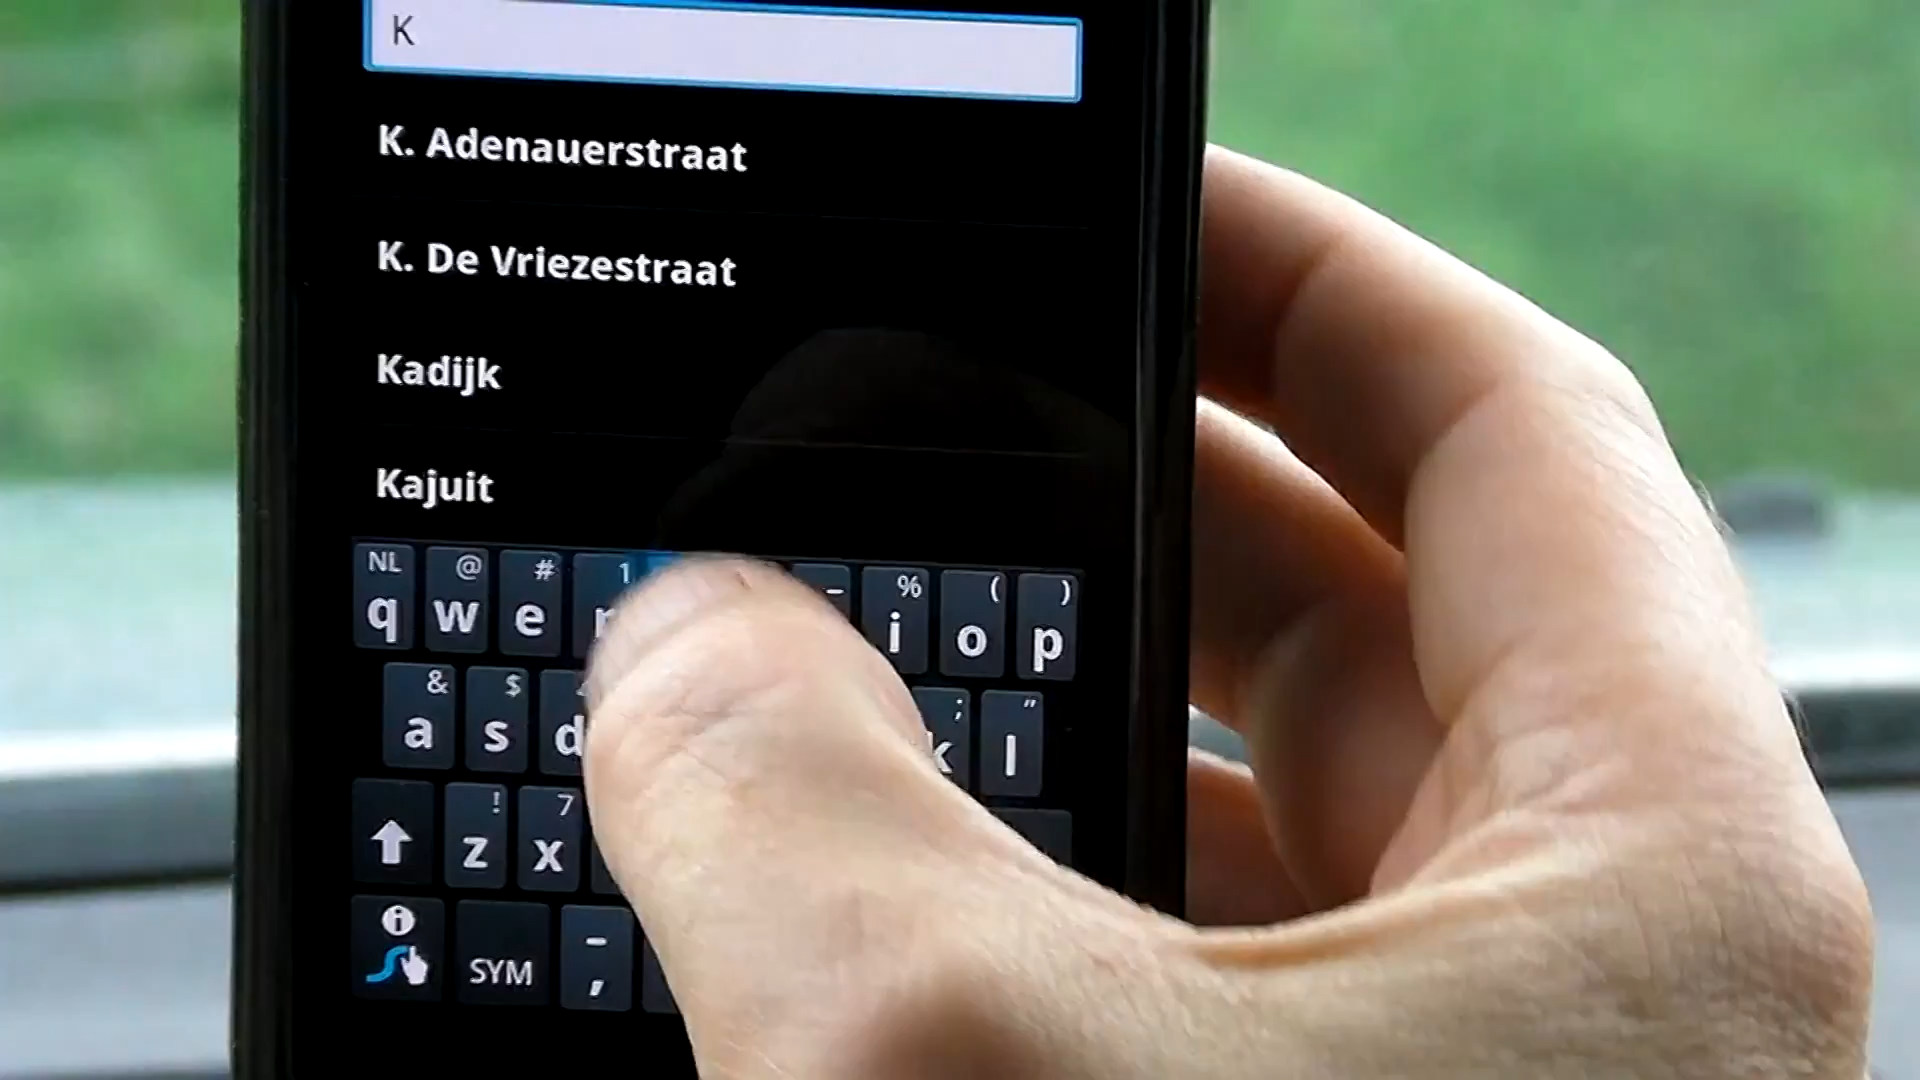 K
K. Adenauerstraat
K. De Vriezestraat
Kadijk
Kajuit
NL @ # 1 - % ( )
q w e r i o p
& $ ; "
a s d k l
! 7
z x
SYM - ,